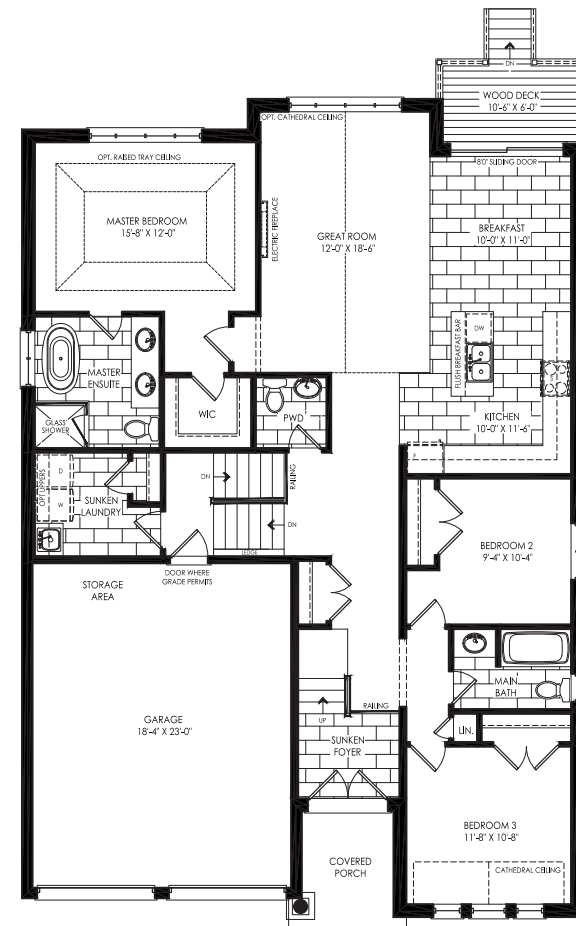 DN
WOOD DECK
10'-6" X 6'-0"
OPT. CATHEDRAL CEILING
OPT. RAISED TRAY CEILING
8'0" SLIDING DOOR
MASTER BEDROOM
15'-8" X 12'-0"
ELECTRIC FIREPLACE
GREAT ROOM
12'-0" X 18'-6"
BREAKFAST
10'-0" X 11'-0"
DW
FLUSH BREAKFAST BAR
MASTER
ENSUITE
GLASS
SHOWER
WIC
PWD
KITCHEN
10'-0" X 11'-6"
F
OPT UPPERS
D
W
SUNKEN
LAUNDRY
DN
RAILING
DN
LEDGE
DOOR WHERE
GRADE PERMITS
STORAGE
AREA
BEDROOM 2
9'-4" X 10'-4"
MAIN
BATH
GARAGE
18'-4" X 23'-0"
UP
RAILING
SUNKEN
FOYER
LIN.
BEDROOM 3
11'-8" X 10'-8"
CATHEDRAL CEILING
COVERED
PORCH